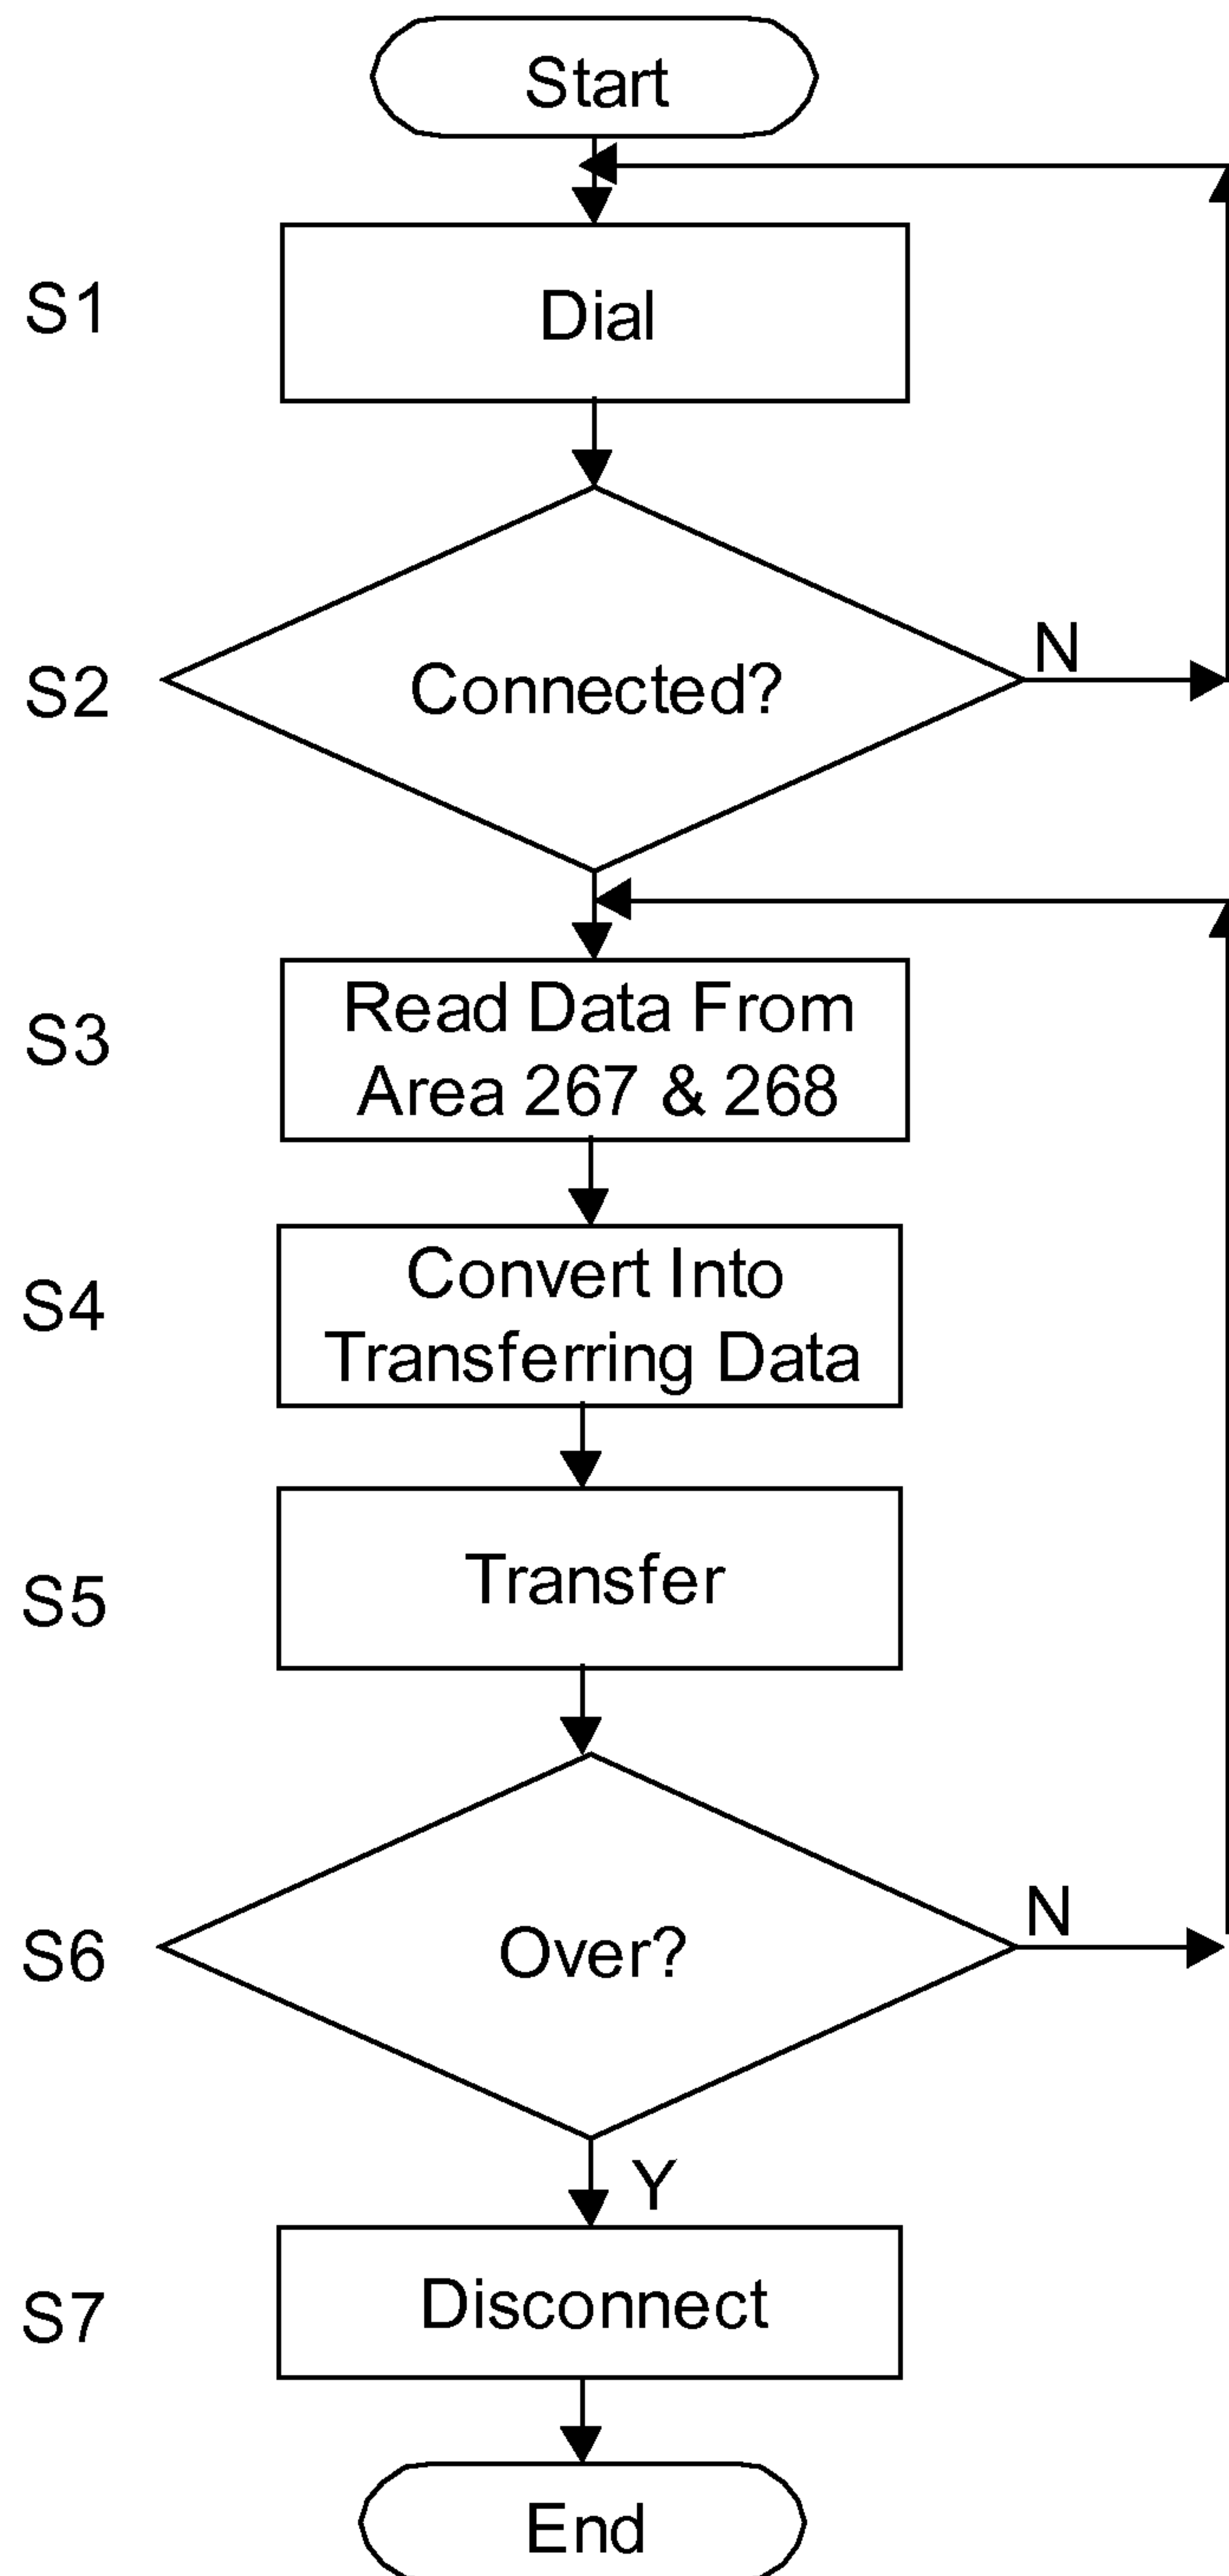 Start
S1
Dial
S2
Connected?
N
S3
Read Data From
Area 267 & 268
S4
Convert Into
Transferring Data
S5
Transfer
S6
Over?
N
Y
S7
Disconnect
End